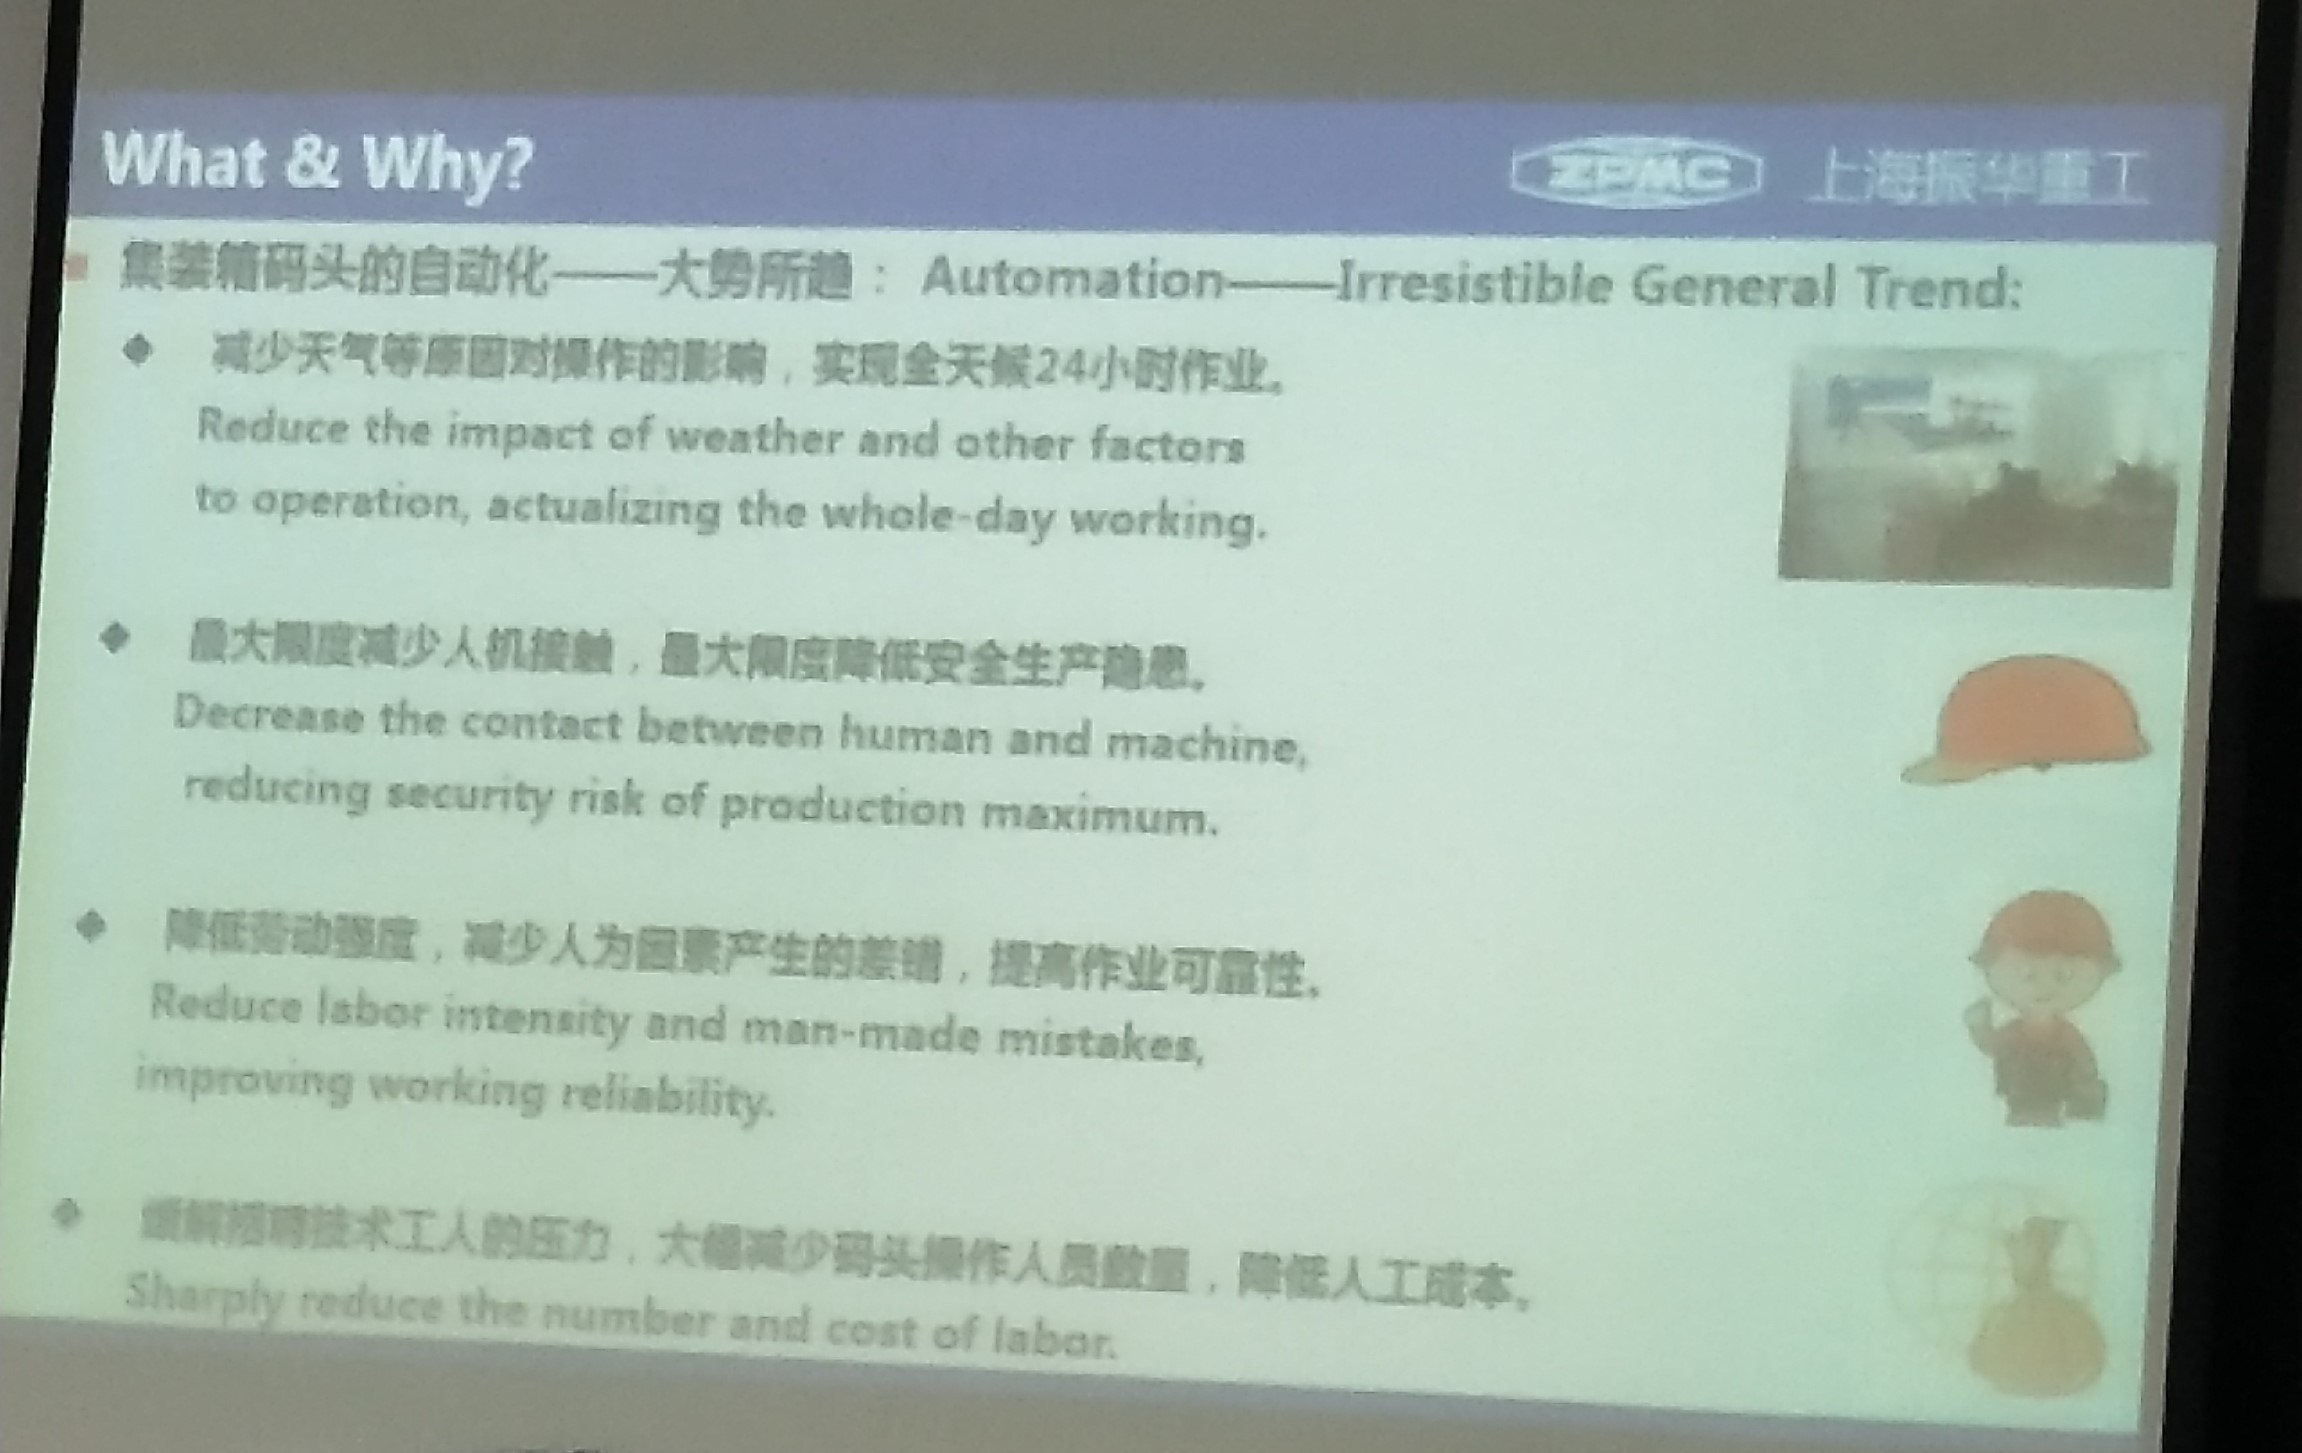 What & Why?
ZPMC 上海振华重工
集装箱码头的自动化——大势所趋： Automation——Irresistible General Trend:
减少天气等原因对操作的影响，实现全天候24小时作业。
Reduce the impact of weather and other factors
to operation, actualizing the whole-day working.
最大限度减少人机接触，最大限度降低安全生产隐患。
Decrease the contact between human and machine,
reducing security risk of production maximum.
降低劳动强度，减少人为因素产生的差错，提高作业可靠性。
Reduce labor intensity and man-made mistakes,
improving working reliability.
缓解招聘技术工人的压力，大幅减少码头操作人员数量，降低人工成本。
Sharply reduce the number and cost of labor.